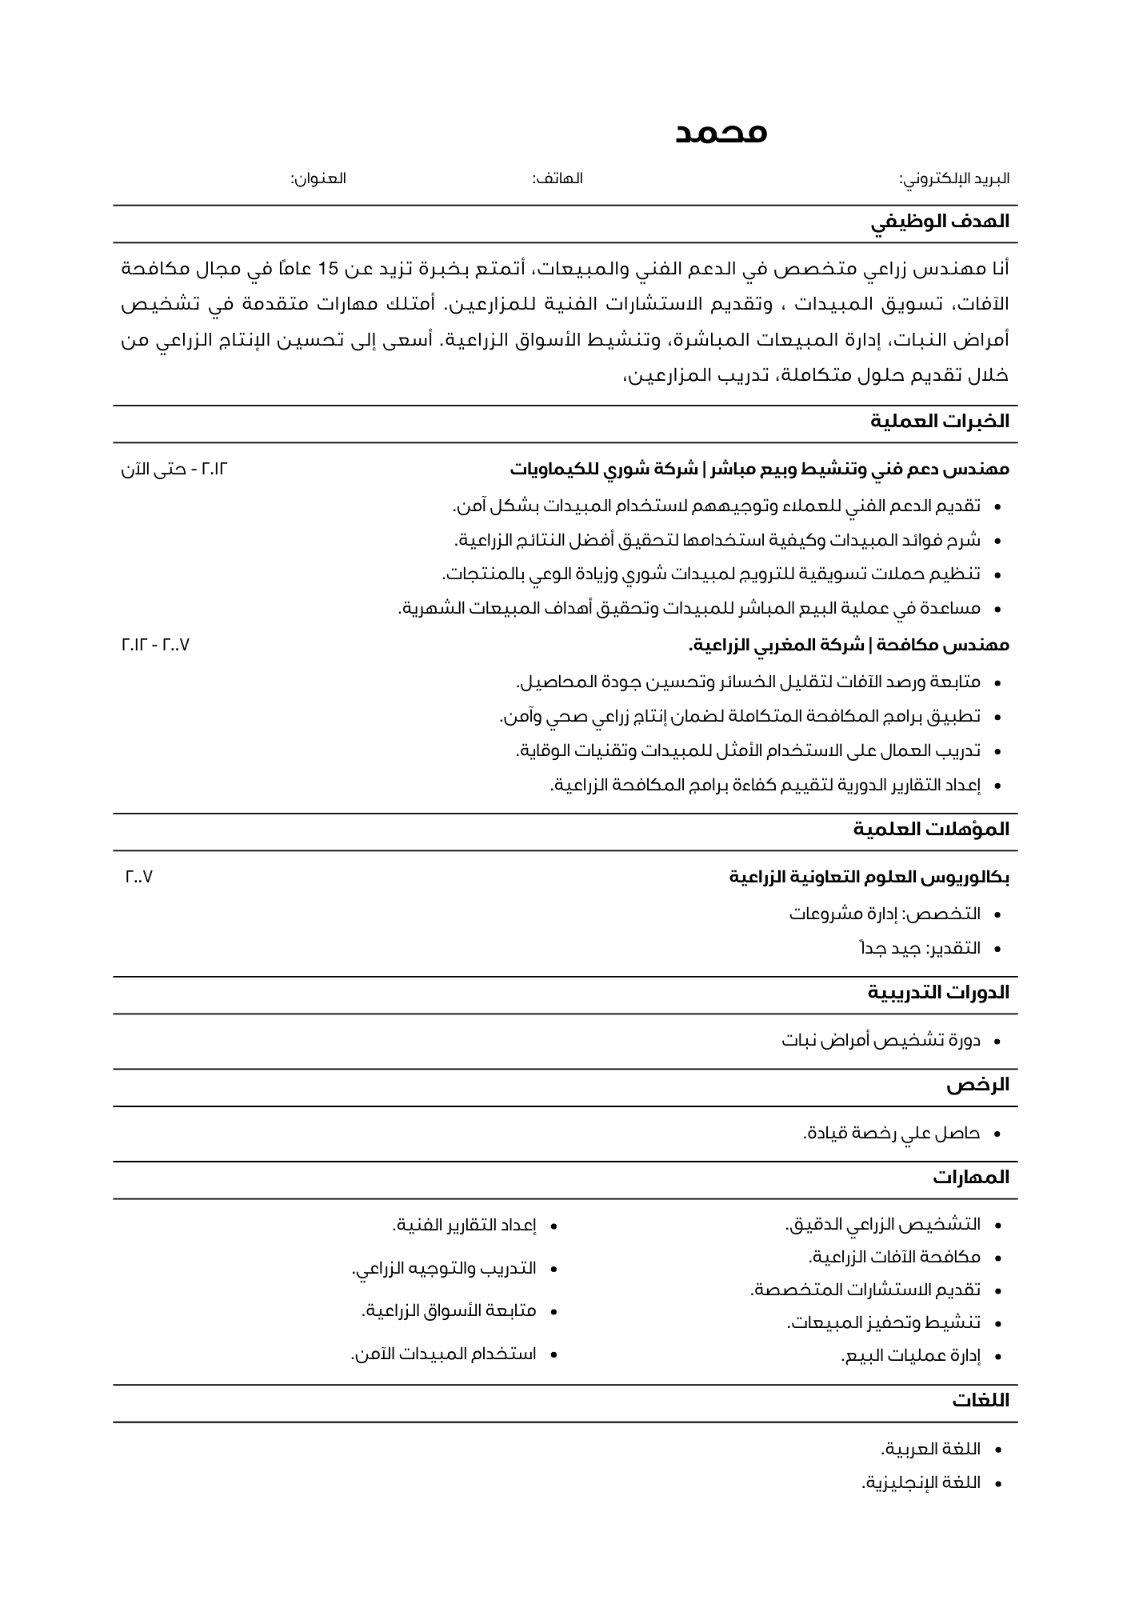 محمد
البريد الإلكتروني: الهاتف: العنوان:
الهدف الوظيفي
أنا مهندس زراعي متخصص في الدعم الفني والمبيعات، أتمتع بخبرة تزيد عن 15 عامًا في مجال مكافحة
الآفات، تسويق المبيدات ، وتقديم الاستشارات الفنية للمزارعين. أمتلك مهارات متقدمة في تشخيص
أمراض النبات، إدارة المبيعات المباشرة، وتنشيط الأسواق الزراعية. أسعى إلى تحسين الإنتاج الزراعي من
خلال تقديم حلول متكاملة، تدريب المزارعين،
الخبرات العملية
مهندس دعم فني وتنشيط وبيع مباشر | شركة شوري للكيماويات ٢٠١٢ - حتى الآن
• تقديم الدعم الفني للعملاء وتوجيههم لاستخدام المبيدات بشكل آمن.
• شرح فوائد المبيدات وكيفية استخدامها لتحقيق أفضل النتائج الزراعية.
• تنظيم حملات تسويقية للترويج لمبيدات شوري وزيادة الوعي بالمنتجات.
• مساعدة في عملية البيع المباشر للمبيدات وتحقيق أهداف المبيعات الشهرية.
مهندس مكافحة | شركة المغربي الزراعية. ٢٠٠٧ - ٢٠١٢
• متابعة ورصد الآفات لتقليل الخسائر وتحسين جودة المحاصيل.
• تطبيق برامج المكافحة المتكاملة لضمان إنتاج زراعي صحي وآمن.
• تدريب العمال على الاستخدام الأمثل للمبيدات وتقنيات الوقاية.
• إعداد التقارير الدورية لتقييم كفاءة برامج المكافحة الزراعية.
المؤهلات العلمية
بكالوريوس العلوم التعاونية الزراعية ٢٠٠٧
• التخصص: إدارة مشروعات
• التقدير: جيد جداً
الدورات التدريبية
• دورة تشخيص أمراض نبات
الرخص
• حاصل علي رخصة قيادة.
المهارات
• التشخيص الزراعي الدقيق.
• مكافحة الآفات الزراعية.
• تقديم الاستشارات المتخصصة.
• تنشيط وتحفيز المبيعات.
• إدارة عمليات البيع.
• إعداد التقارير الفنية.
• التدريب والتوجيه الزراعي.
• متابعة الأسواق الزراعية.
• استخدام المبيدات الآمن.
اللغات
• اللغة العربية.
• اللغة الإنجليزية.